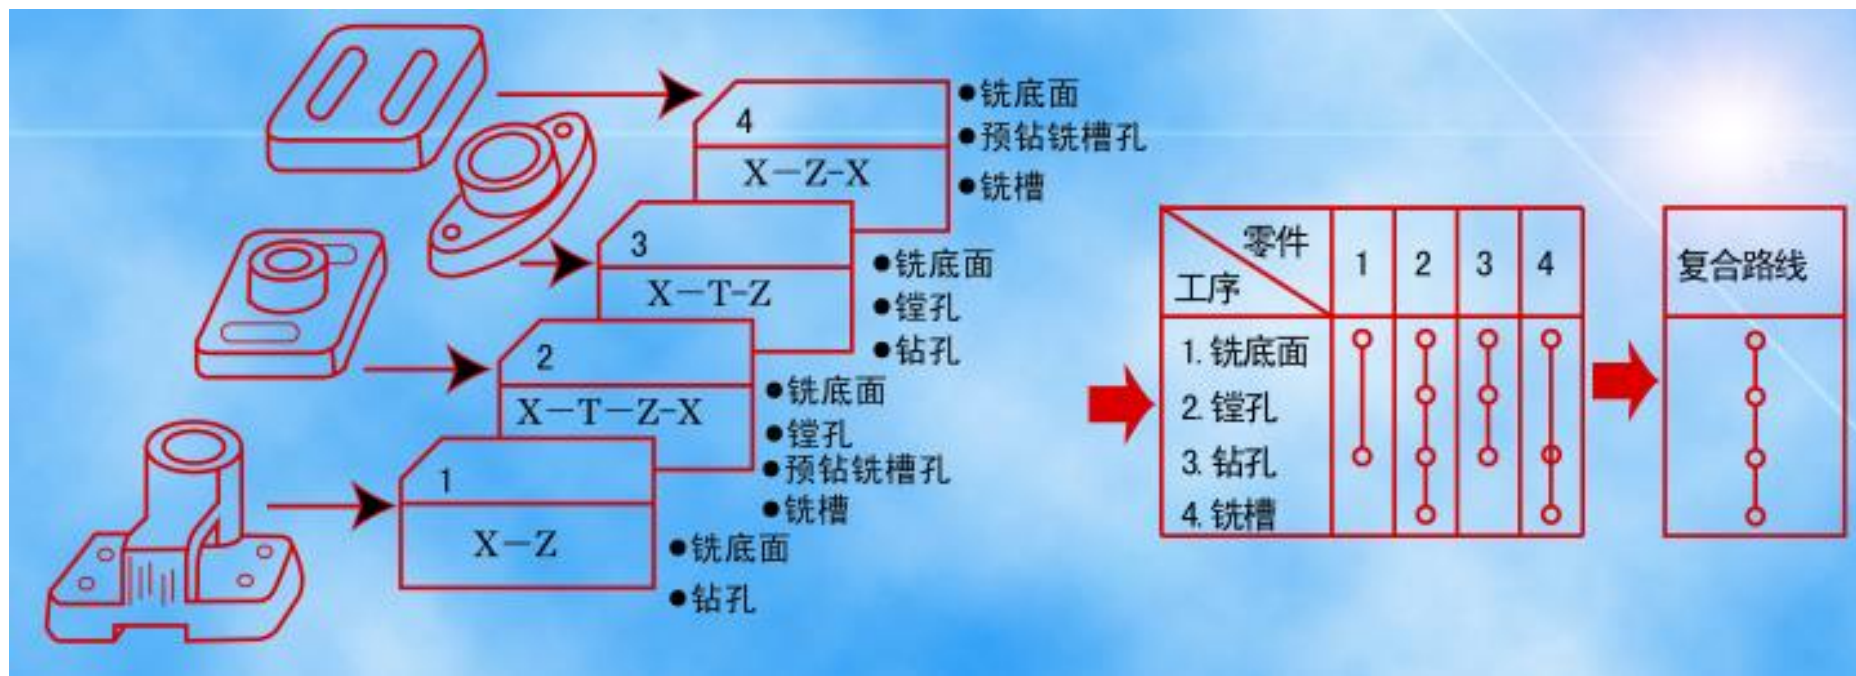 4
X—Z-X
●铣底面
●预钻铣槽孔
●铣槽
3
X—T-Z
●铣底面
●镗孔
●钻孔
2
X—T—Z-X
●铣底面
●镗孔
●预钻铣槽孔
●铣槽
1
X—Z
●铣底面
●钻孔
零件 1 2 3 4
工序
1. 铣底面
2. 镗孔
3. 钻孔
4. 铣槽
复合路线